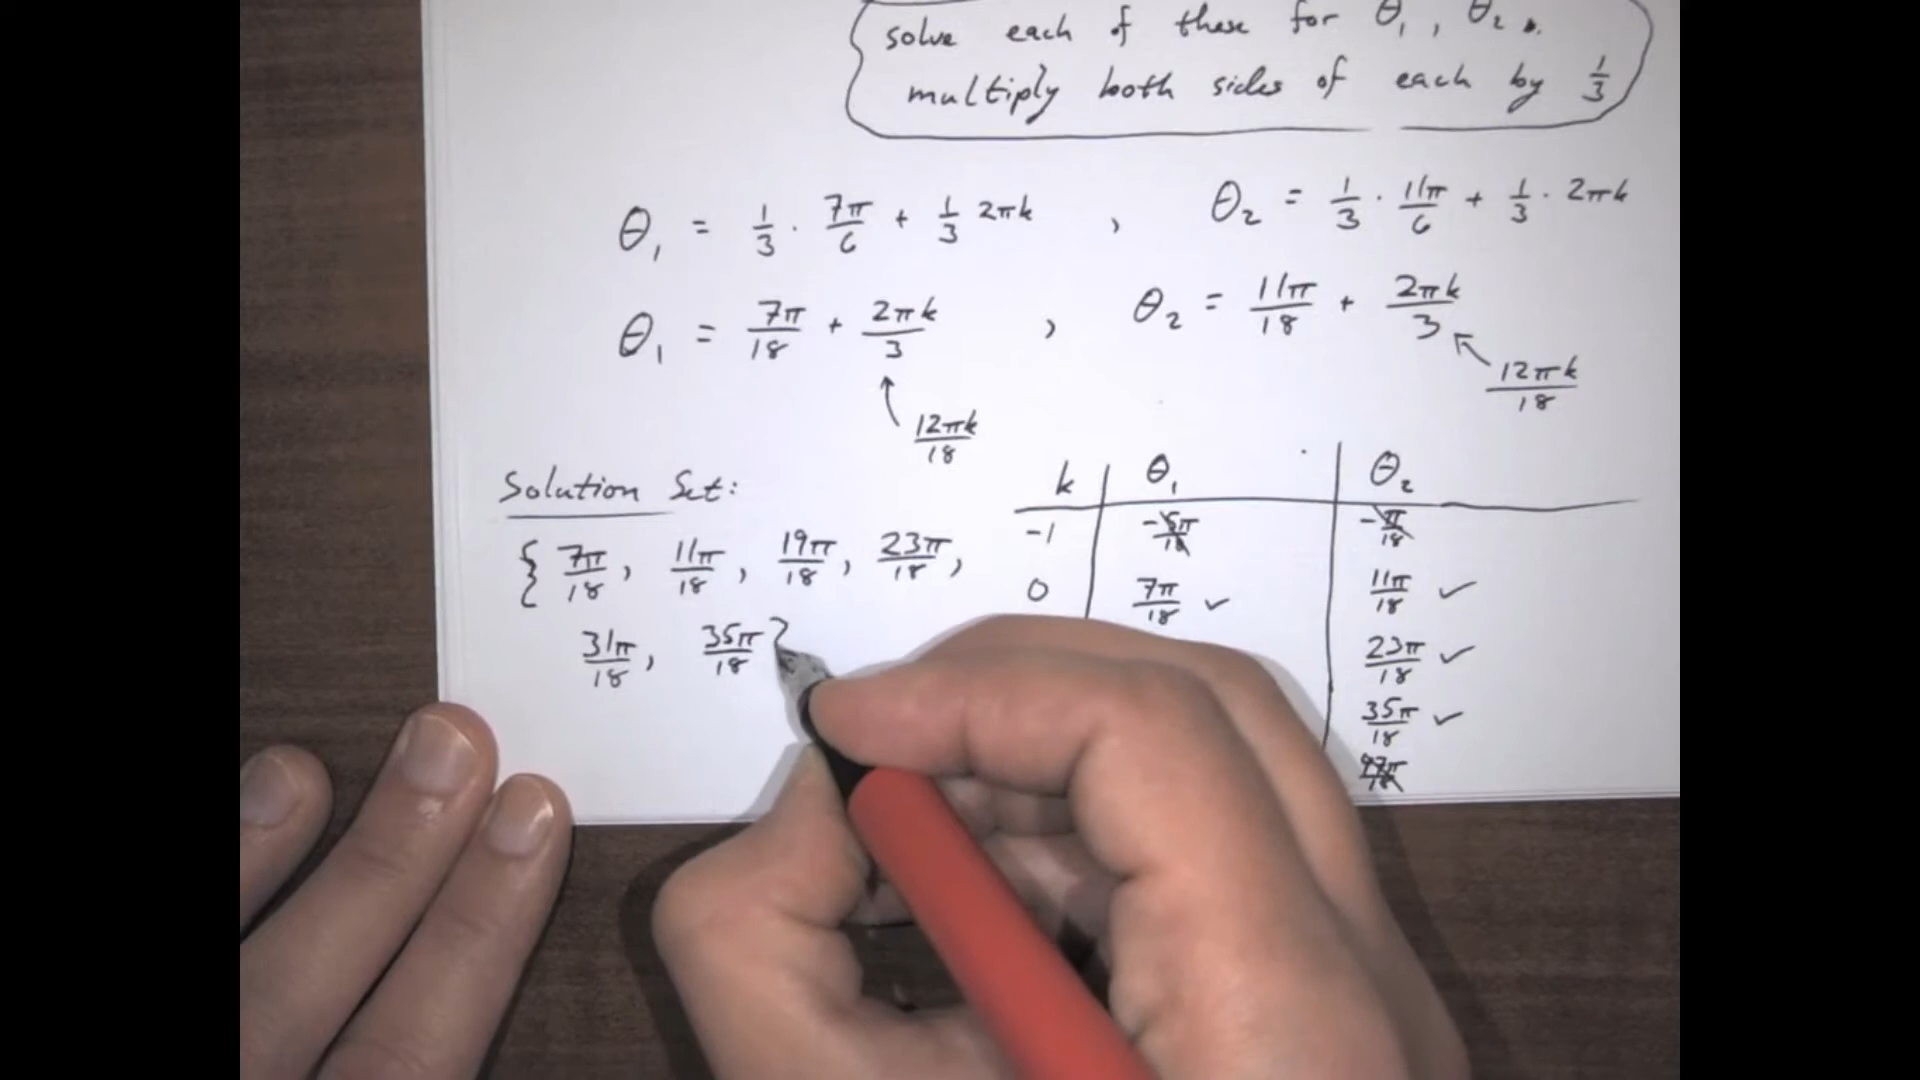 solve each of these for θ₁, θ₂.
multiply both sides of each by 1/3
θ₁ = 1/3 · 7π/6 + 1/3 2πk , θ₂ = 1/3 · 11π/6 + 1/3 · 2πk
θ₁ = 7π/18 + 2πk/3 , θ₂ = 11π/18 + 2πk/3
12πk/18
12πk/18
Solution Set:
{ 7π/18, 11π/18, 19π/18, 23π/18,
31π/18, 35π/18 }
k θ₁ θ₂
-1 -5π/18 -π/18
0 7π/18 ✓ 11π/18 ✓
23π/18 ✓
35π/18 ✓
47π/18